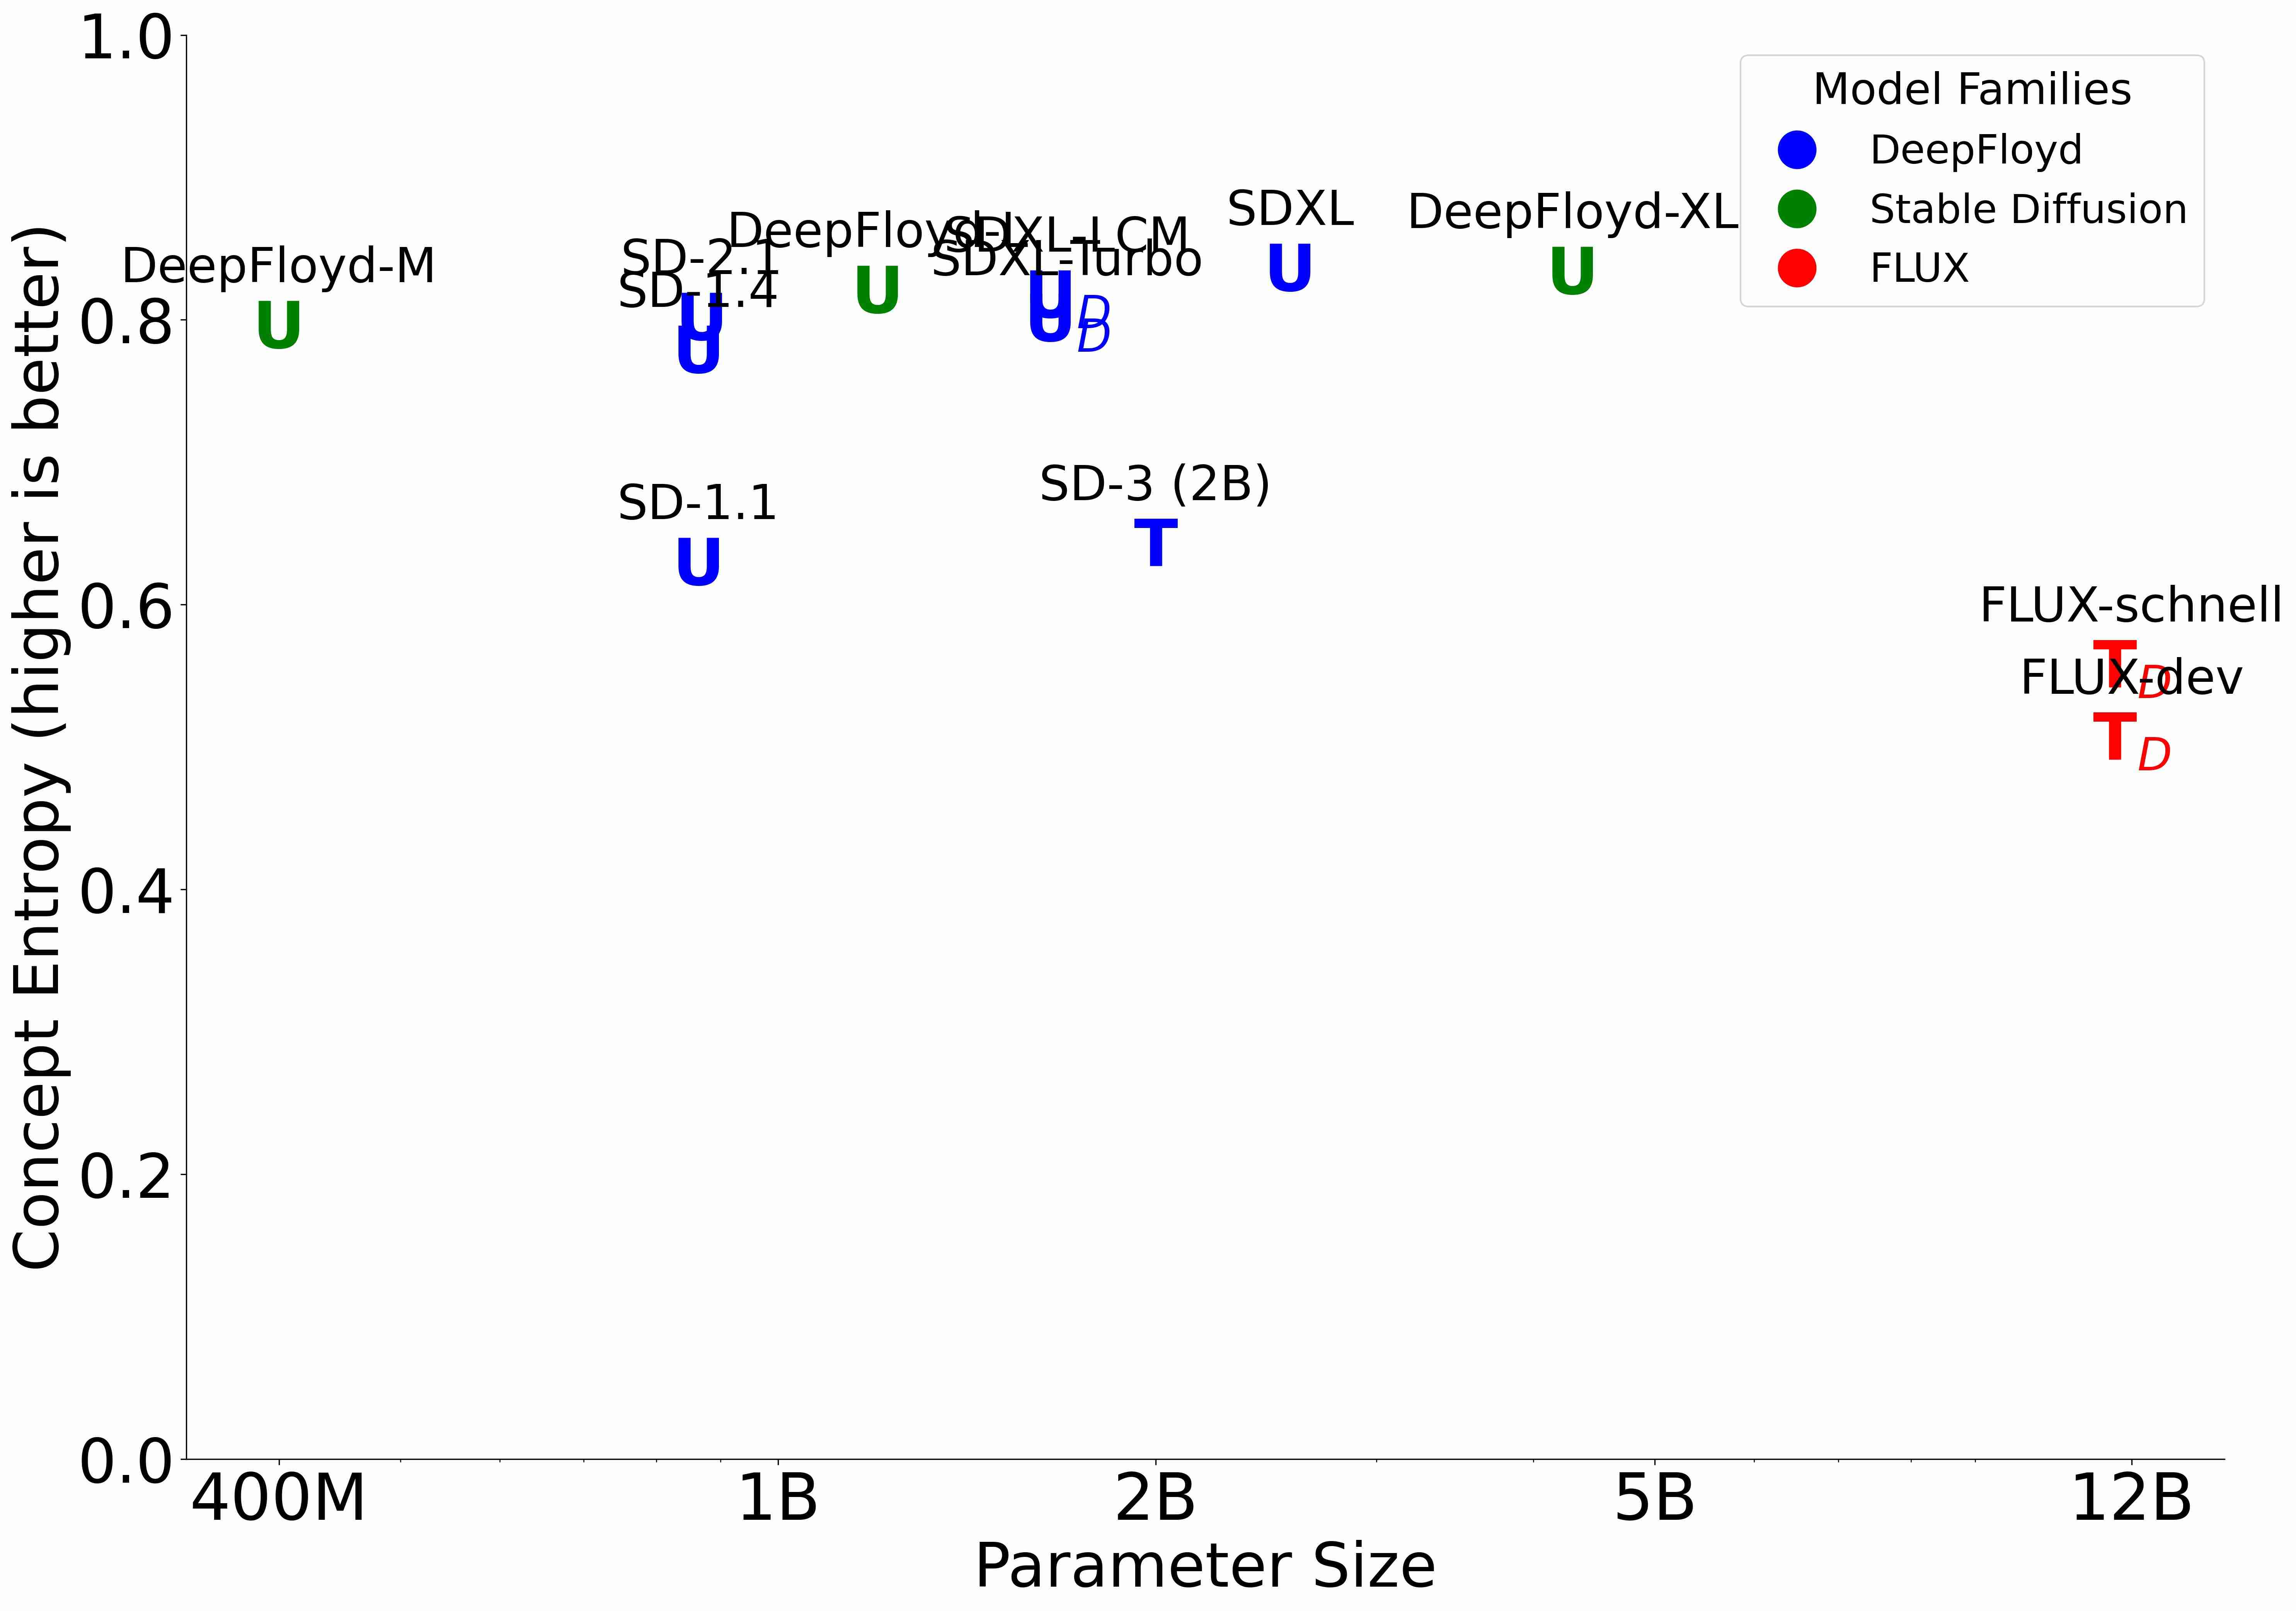 Concept Entropy (higher is better)
1.0
0.8
0.6
0.4
0.2
0.0
400M
1B
2B
5B
12B
Parameter Size
Model Families
DeepFloyd
Stable Diffusion
FLUX
DeepFloyd-M
U
SD-2.1
U
SD-1.4
U
SD-1.1
U
DeepFloyd-L
U
SDXL-LCM
U D
SDXL-Turbo
U D
SDXL
U
DeepFloyd-XL
U
SD-3 (2B)
T
FLUX-schnell
T D
FLUX-dev
T D